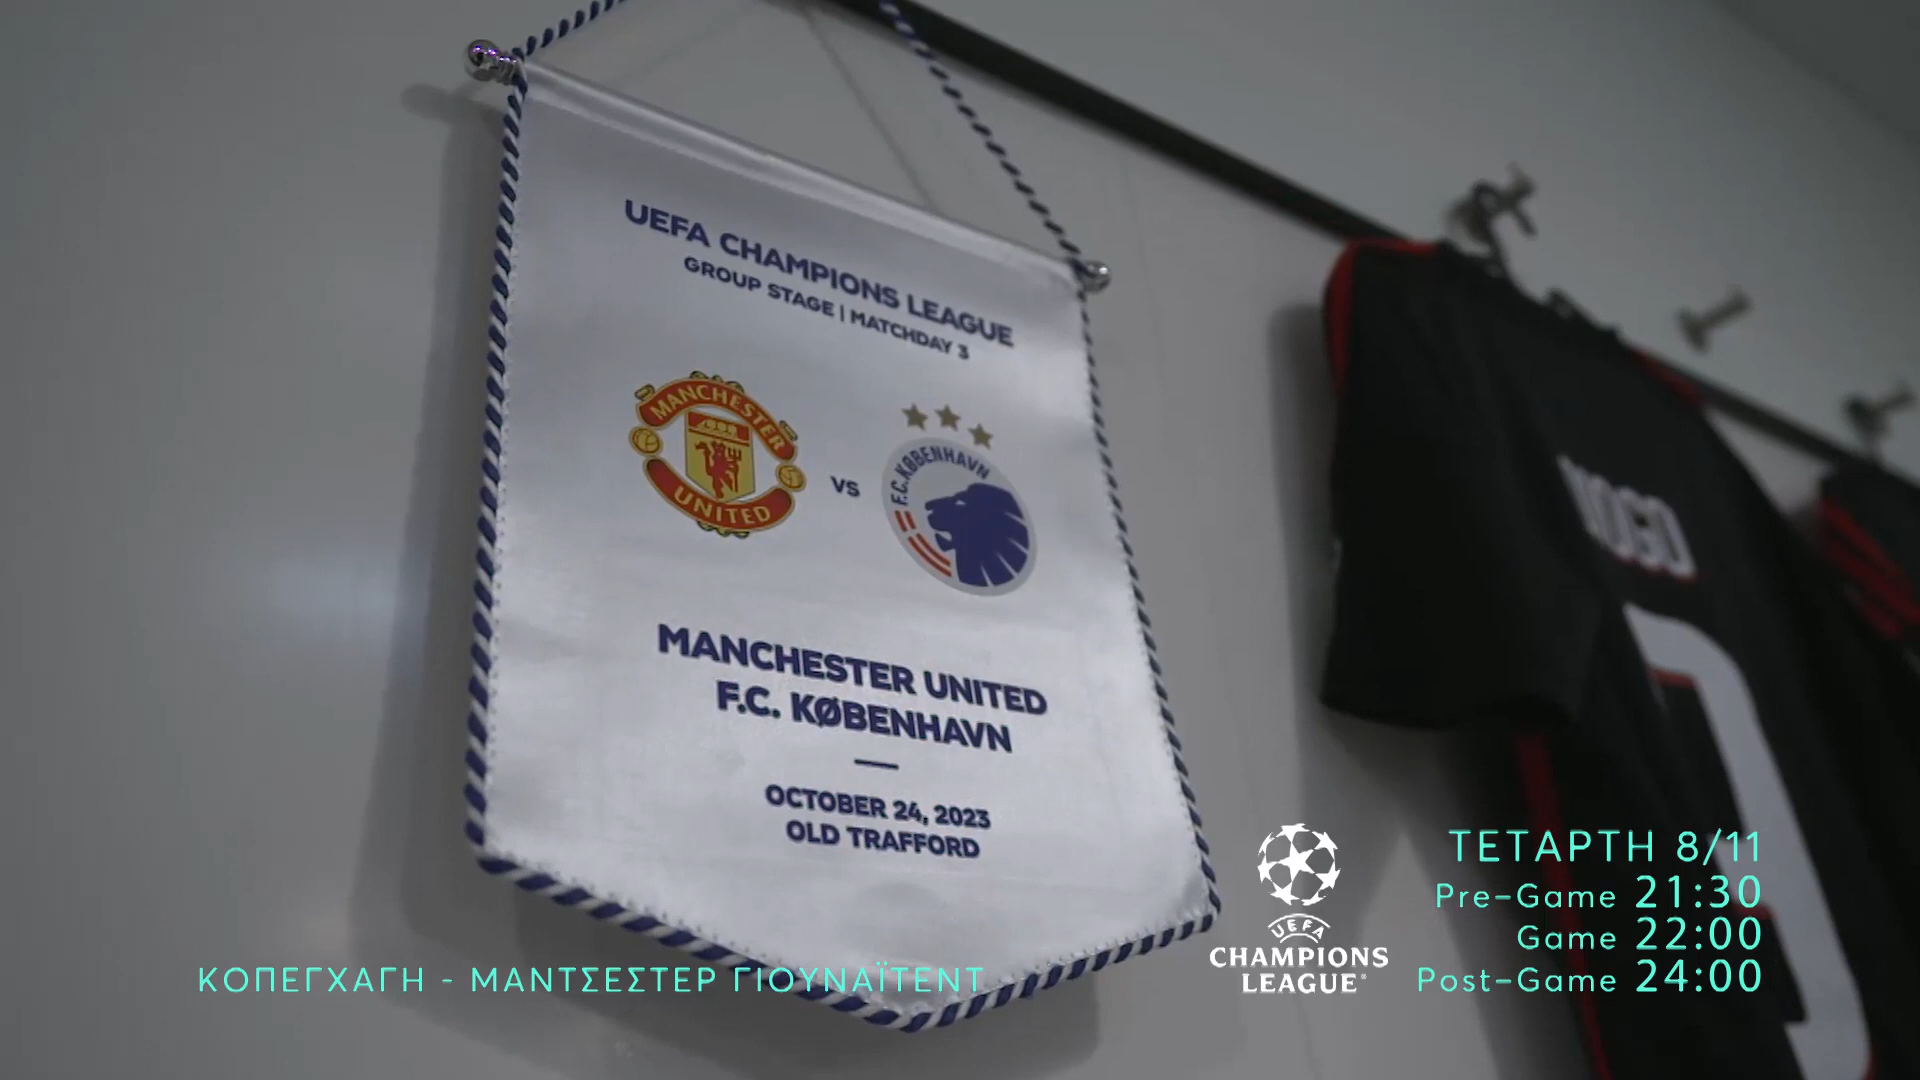 UEFA CHAMPIONS LEAGUE
GROUP STAGE | MATCHDAY 3
MANCHESTER
UNITED
VS
F.C. KØBENHAVN
MANCHESTER UNITED
F.C. KØBENHAVN
OCTOBER 24, 2023
OLD TRAFFORD
ΚΟΠΕΓΧΑΓΗ - ΜΑΝΤΣΕΣΤΕΡ ΓΙΟΥΝΑΪΤΕΝΤ
UEFA
CHAMPIONS
LEAGUE
ΤΕΤΑΡΤΗ 8/11
Pre-Game 21:30
Game 22:00
Post-Game 24:00